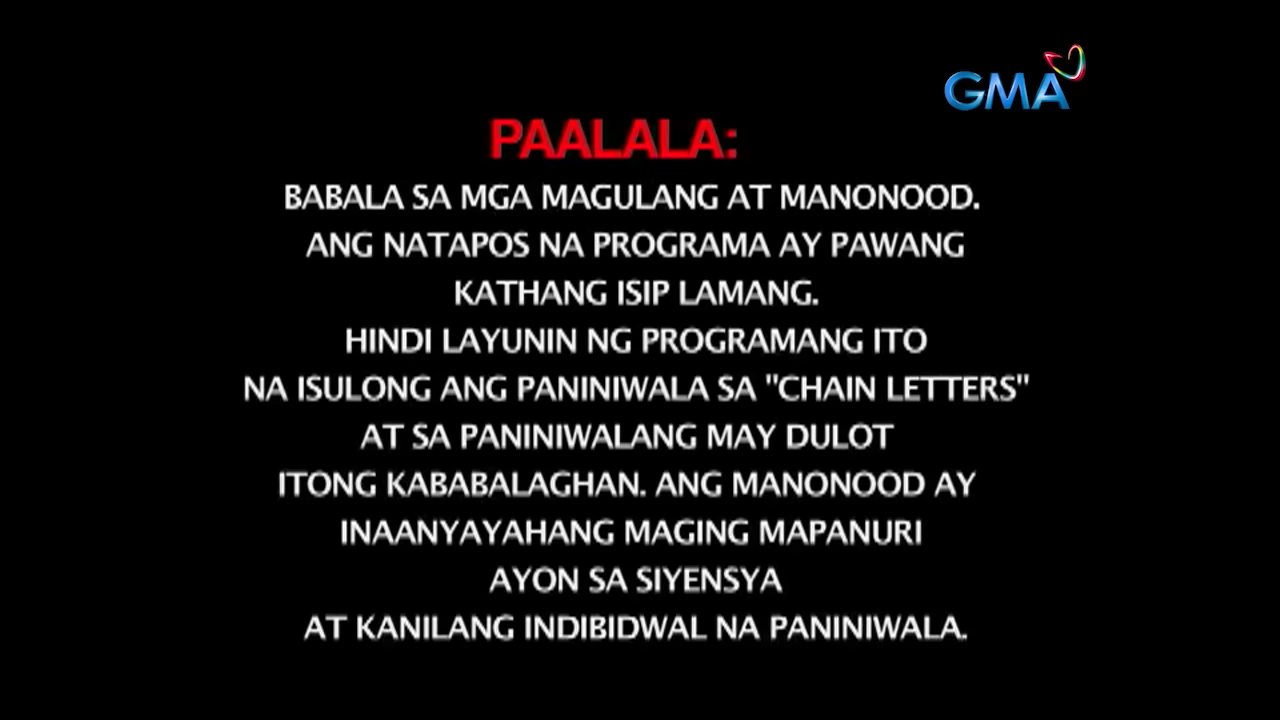 GMA
PAALALA:
BABALA SA MGA MAGULANG AT MANONOOD.
ANG NATAPOS NA PROGRAMA AY PAWANG
KATHANG ISIP LAMANG.
HINDI LAYUNIN NG PROGRAMANG ITO
NA ISULONG ANG PANINIWALA SA "CHAIN LETTERS"
AT SA PANINIWALANG MAY DULOT
ITONG KABABALAGHAN. ANG MANONOOD AY
INAANYAYAHANG MAGING MAPANURI
AYON SA SIYENSYA
AT KANILANG INDIBIDWAL NA PANINIWALA.